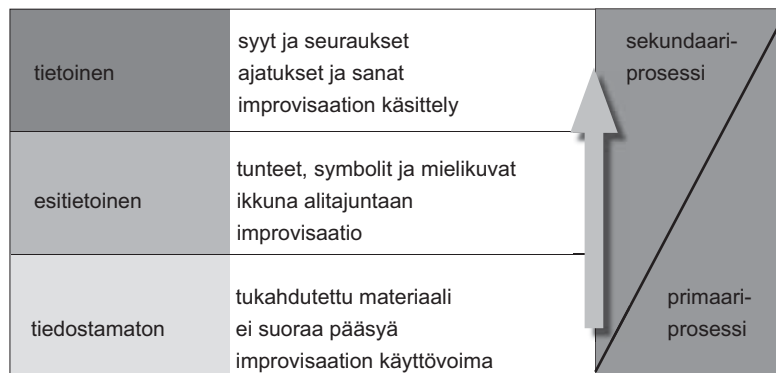 tietoinen
syyt ja seuraukset
ajatukset ja sanat
improvisaation käsittely
sekundaari-
prosessi
esitietoinen
tunteet, symbolit ja mielikuvat
ikkuna alitajuntaan
improvisaatio
tiedostamaton
tukahdutettu materiaali
ei suoraa pääsyä
improvisaation käyttövoima
primaari-
prosessi